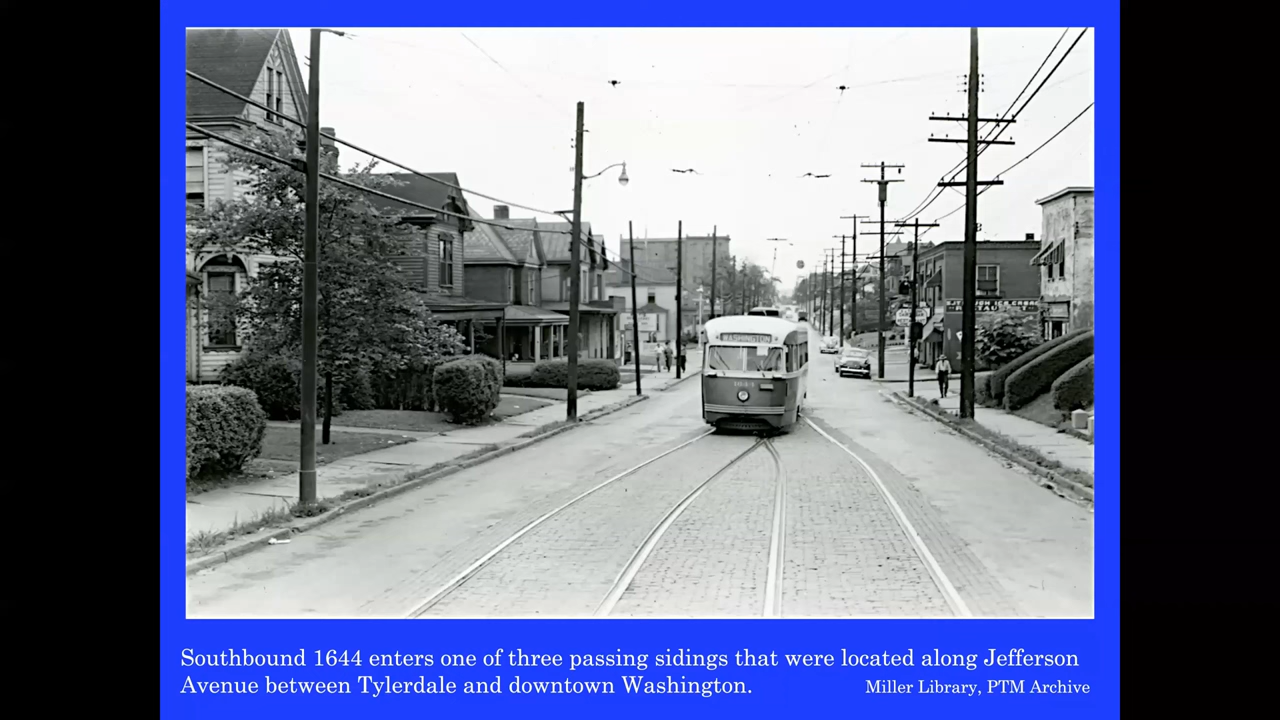 WASHINGTON
1644
Southbound 1644 enters one of three passing sidings that were located along Jefferson
Avenue between Tylerdale and downtown Washington.
Miller Library, PTM Archive